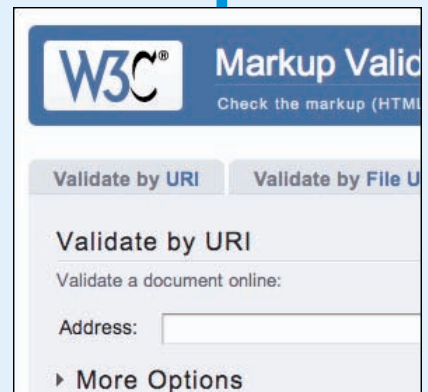 W3C®
Markup Valid
Check the markup (HTML
Validate by URI
Validate by File U
Validate by URI
Validate a document online:
Address:
More Options